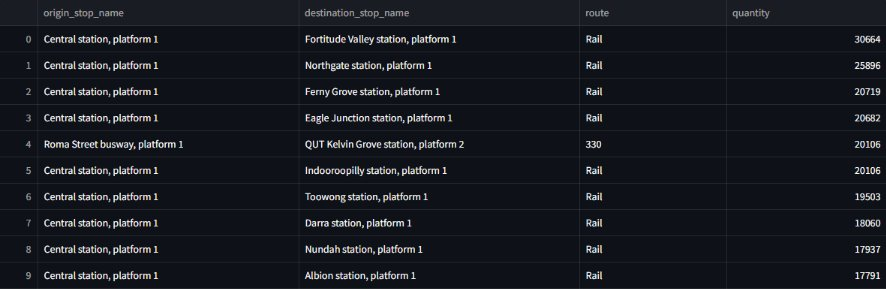 origin_stop_name destination_stop_name route quantity
0 Central station, platform 1 Fortitude Valley station, platform 1 Rail 30664
1 Central station, platform 1 Northgate station, platform 1 Rail 25896
2 Central station, platform 1 Ferny Grove station, platform 1 Rail 20719
3 Central station, platform 1 Eagle Junction station, platform 1 Rail 20682
4 Roma Street busway, platform 1 QUT Kelvin Grove station, platform 2 330 20106
5 Central station, platform 1 Indooroopilly station, platform 1 Rail 20106
6 Central station, platform 1 Toowong station, platform 1 Rail 19503
7 Central station, platform 1 Darra station, platform 1 Rail 18060
8 Central station, platform 1 Nundah station, platform 1 Rail 17937
9 Central station, platform 1 Albion station, platform 1 Rail 17791